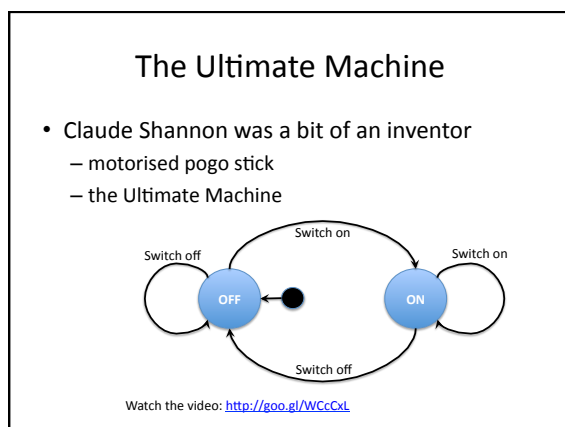 The Ultimate Machine
• Claude Shannon was a bit of an inventor
– motorised pogo stick
– the Ultimate Machine
Switch on
Switch off
Switch on
OFF
ON
Switch off
Watch the video: http://goo.gl/WCcCxL